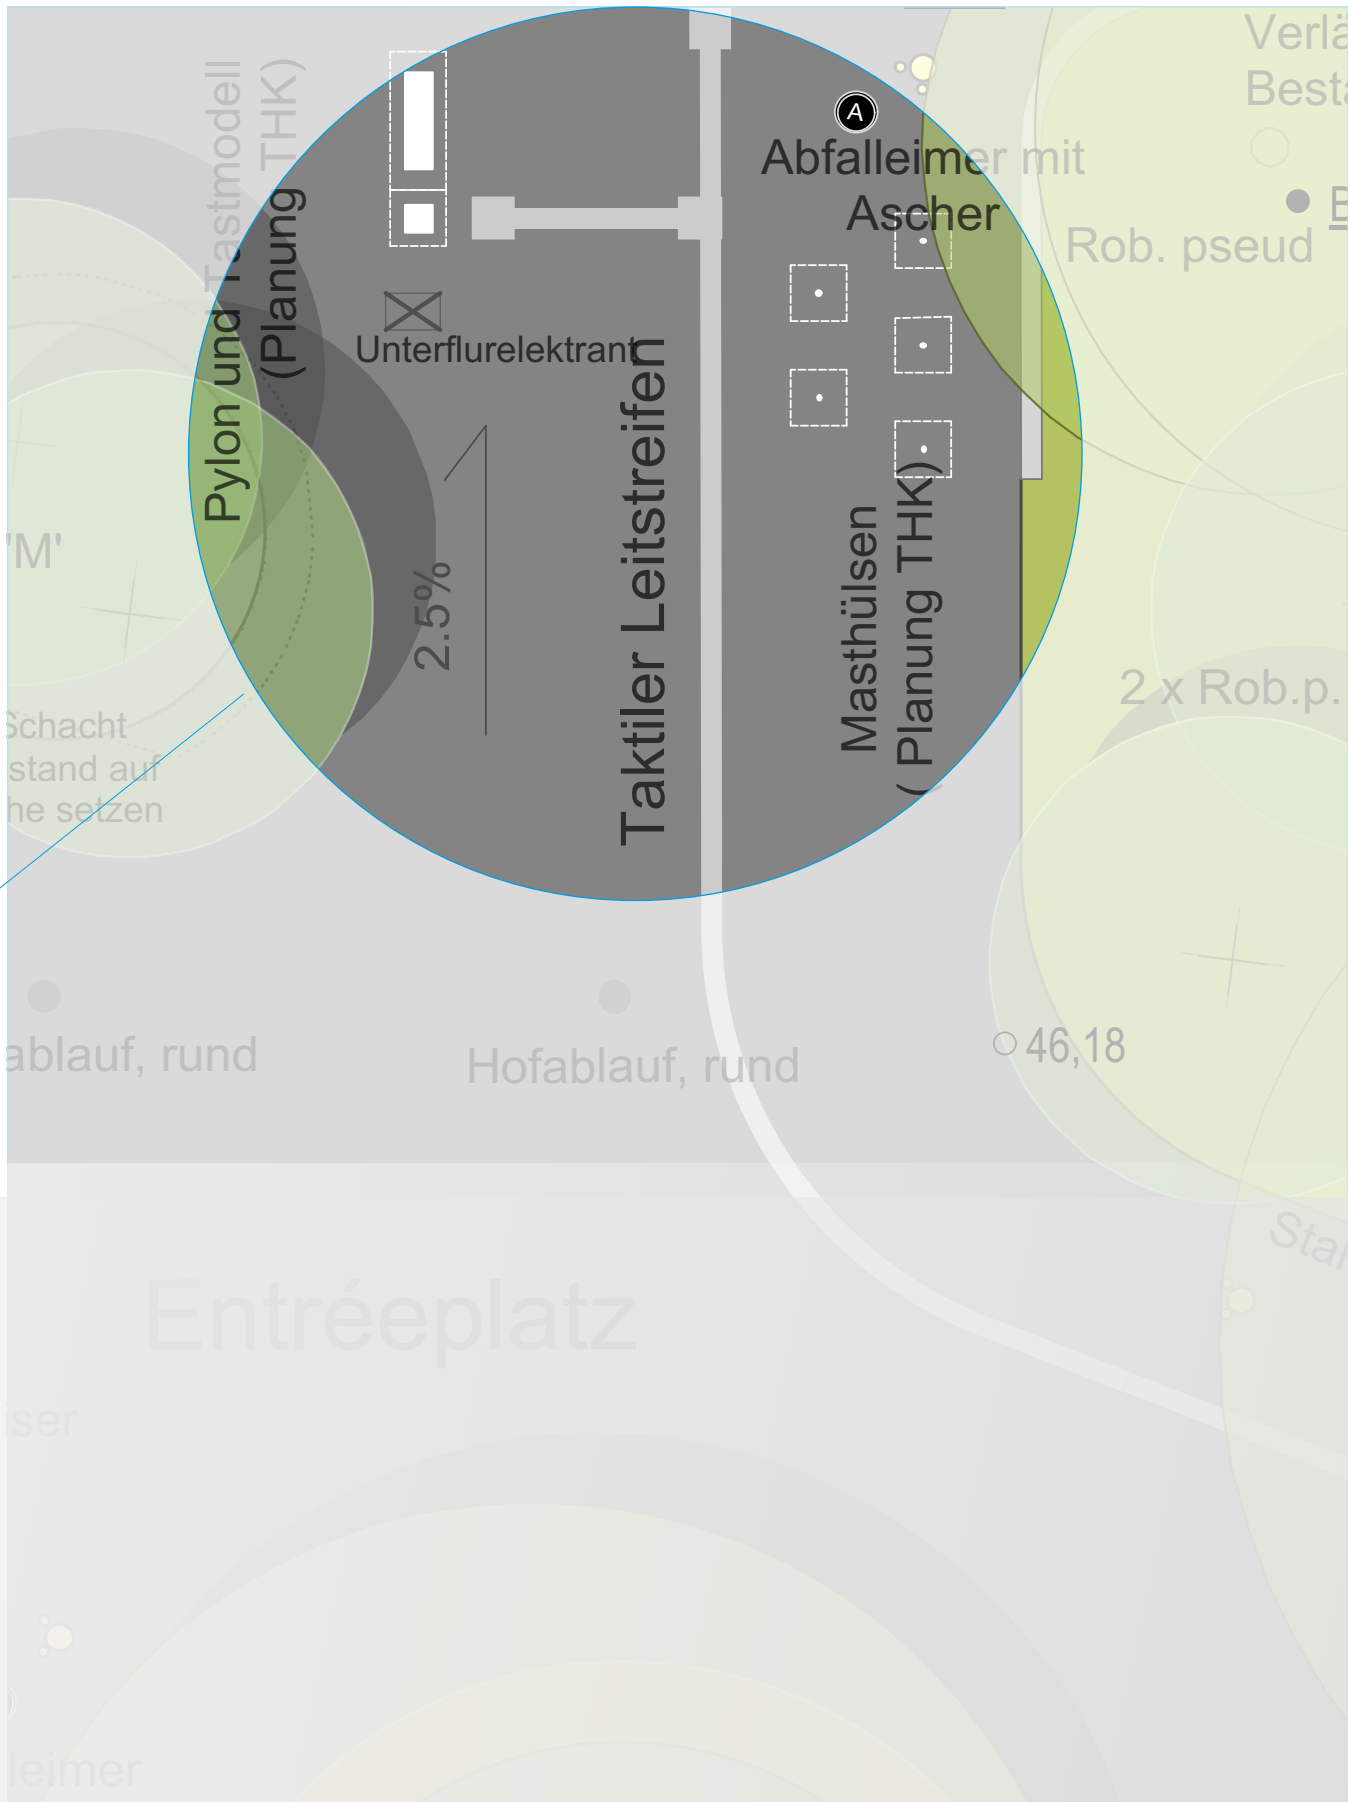 Verlä
Besta
A
Abfalleimer mit
Ascher
B
Rob. pseud
Pylon und Tastmodell
(Planung THK)
Unterflurelektrant
Taktiler Leitstreifen
2.5%
Masthülsen
( Planung THK)
'M'
2 x Rob.p.
Schacht
stand auf
he setzen
ablauf, rund
Hofablauf, rund
46,18
Stal
Entréeplatz
iser
leimer